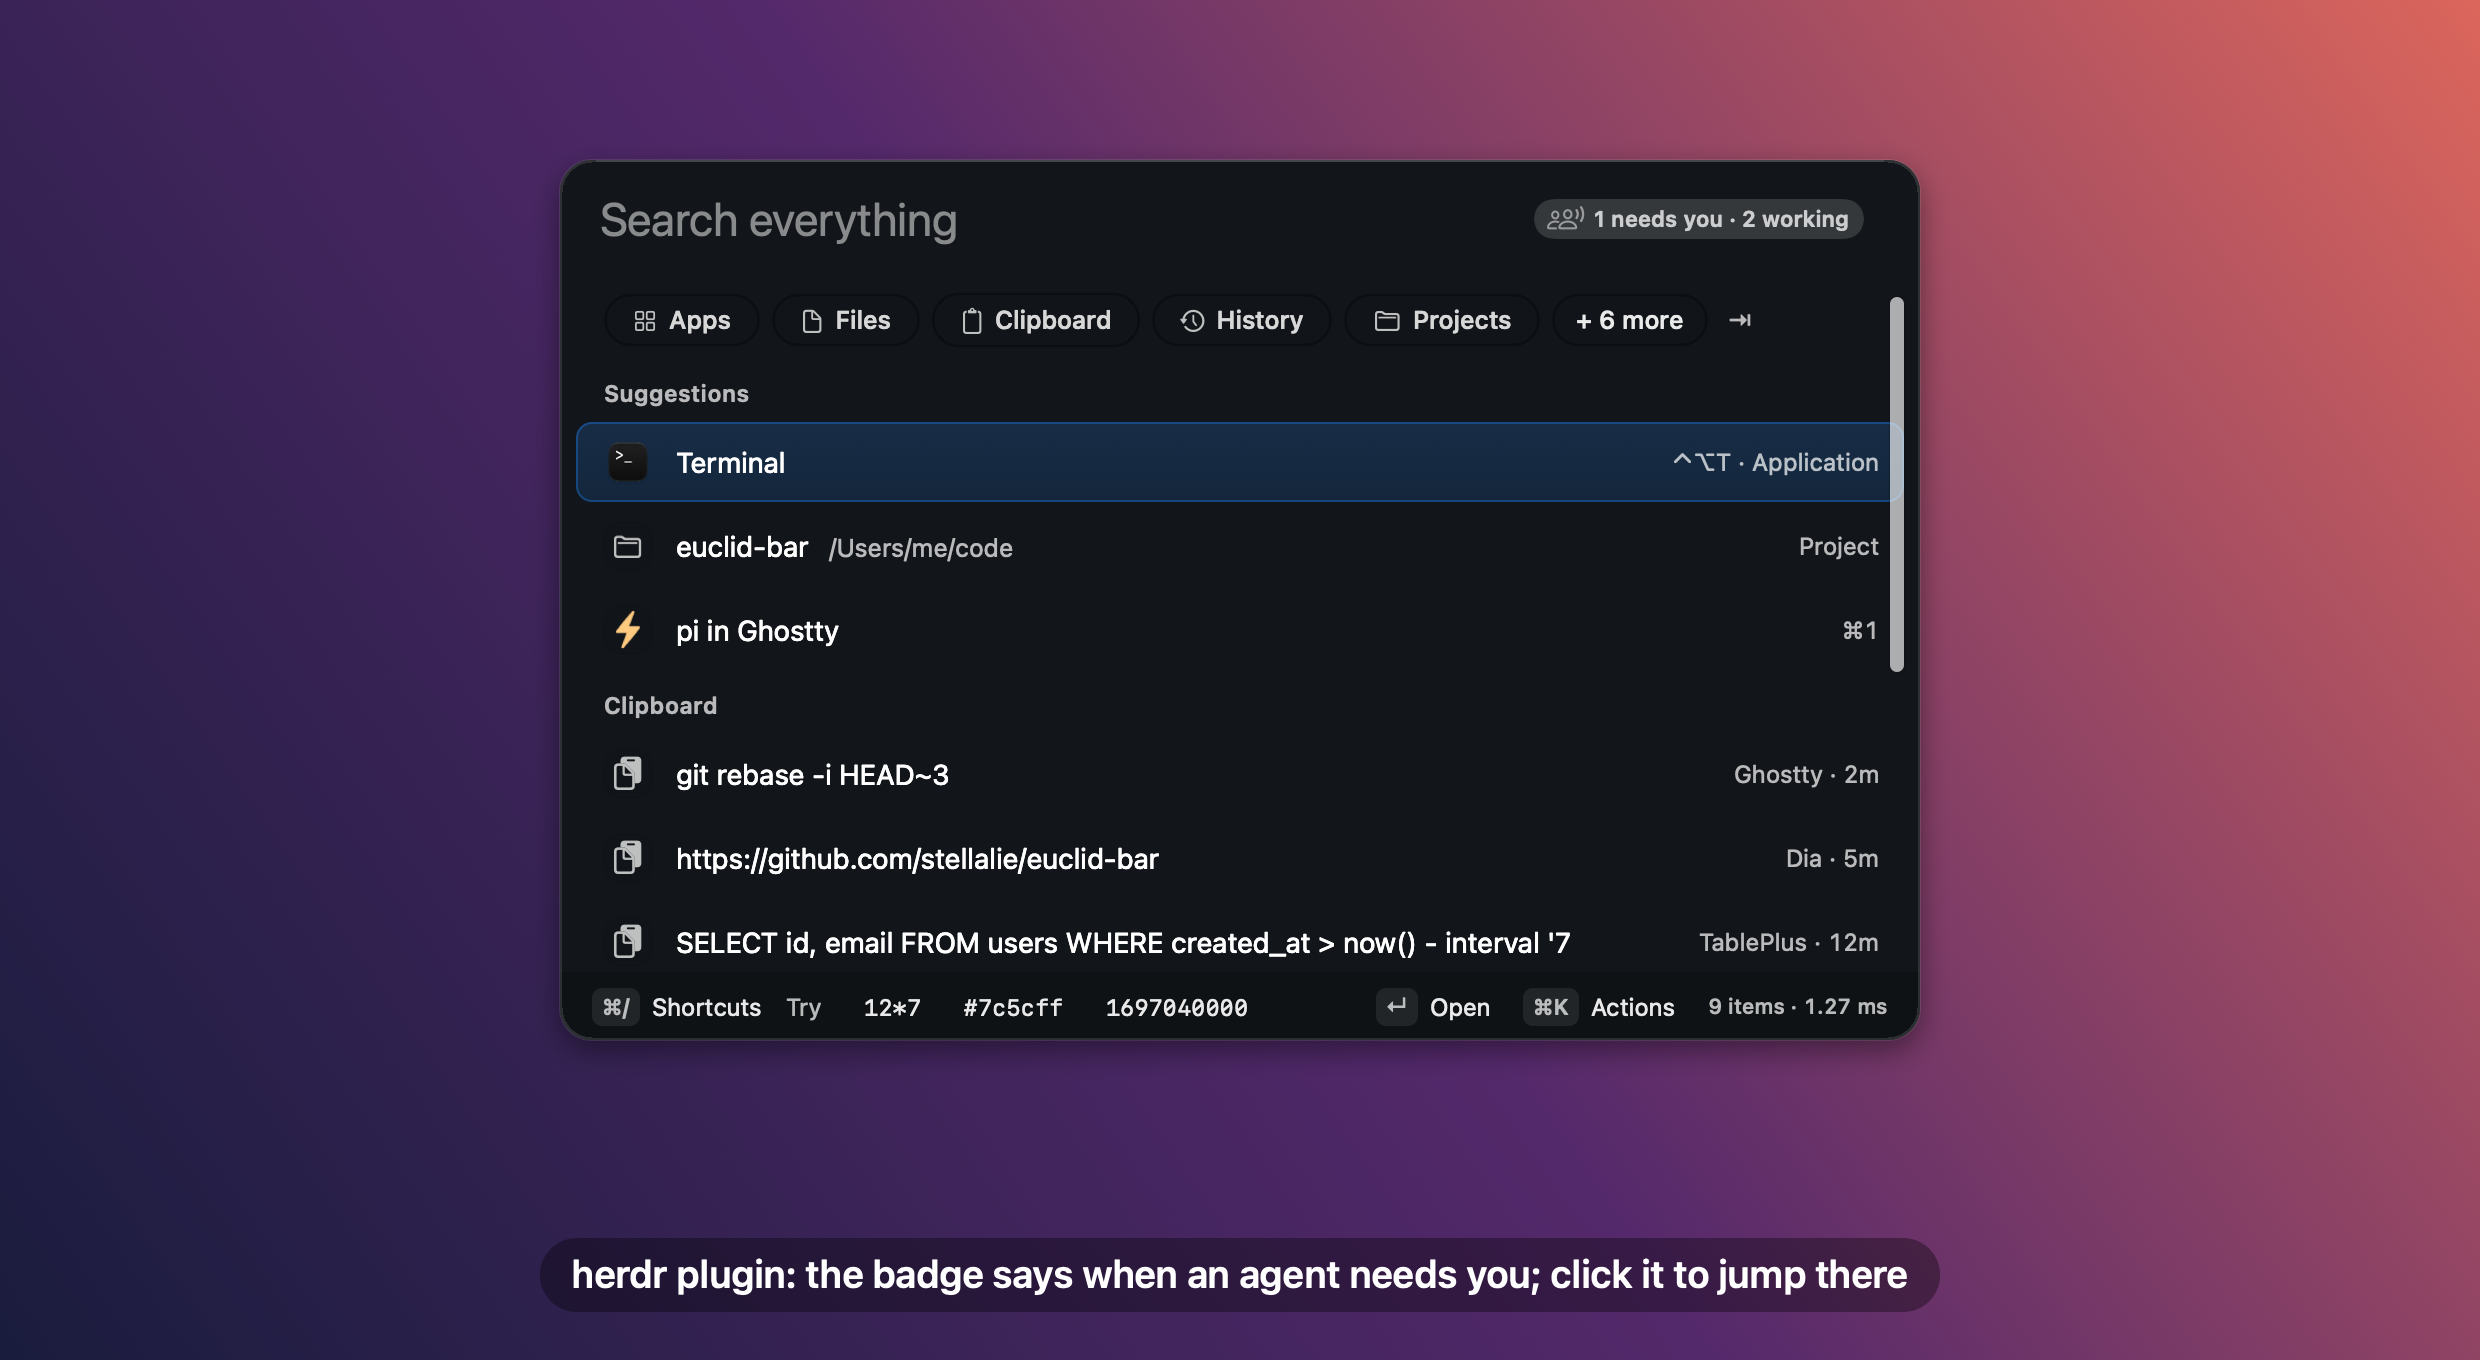 Search everything
1 needs you · 2 working
Apps Files Clipboard History Projects + 6 more ⇥
Suggestions
>_ Terminal ^⌥T · Application
euclid-bar /Users/me/code Project
pi in Ghostty ⌘1
Clipboard
git rebase -i HEAD~3 Ghostty · 2m
https://github.com/stellalie/euclid-bar Dia · 5m
SELECT id, email FROM users WHERE created_at > now() - interval '7 TablePlus · 12m
⌘/ Shortcuts Try 12*7 #7c5cff 1697040000 ↵ Open ⌘K Actions 9 items · 1.27 ms
herdr plugin: the badge says when an agent needs you; click it to jump there